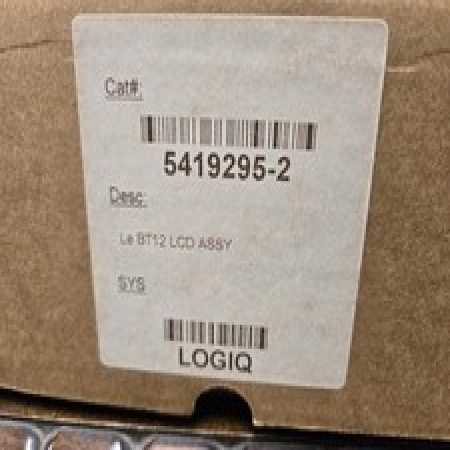 Cat#:
5419295-2
Desc:
Le BT12 LCD ASSY
SYS
LOGIQ